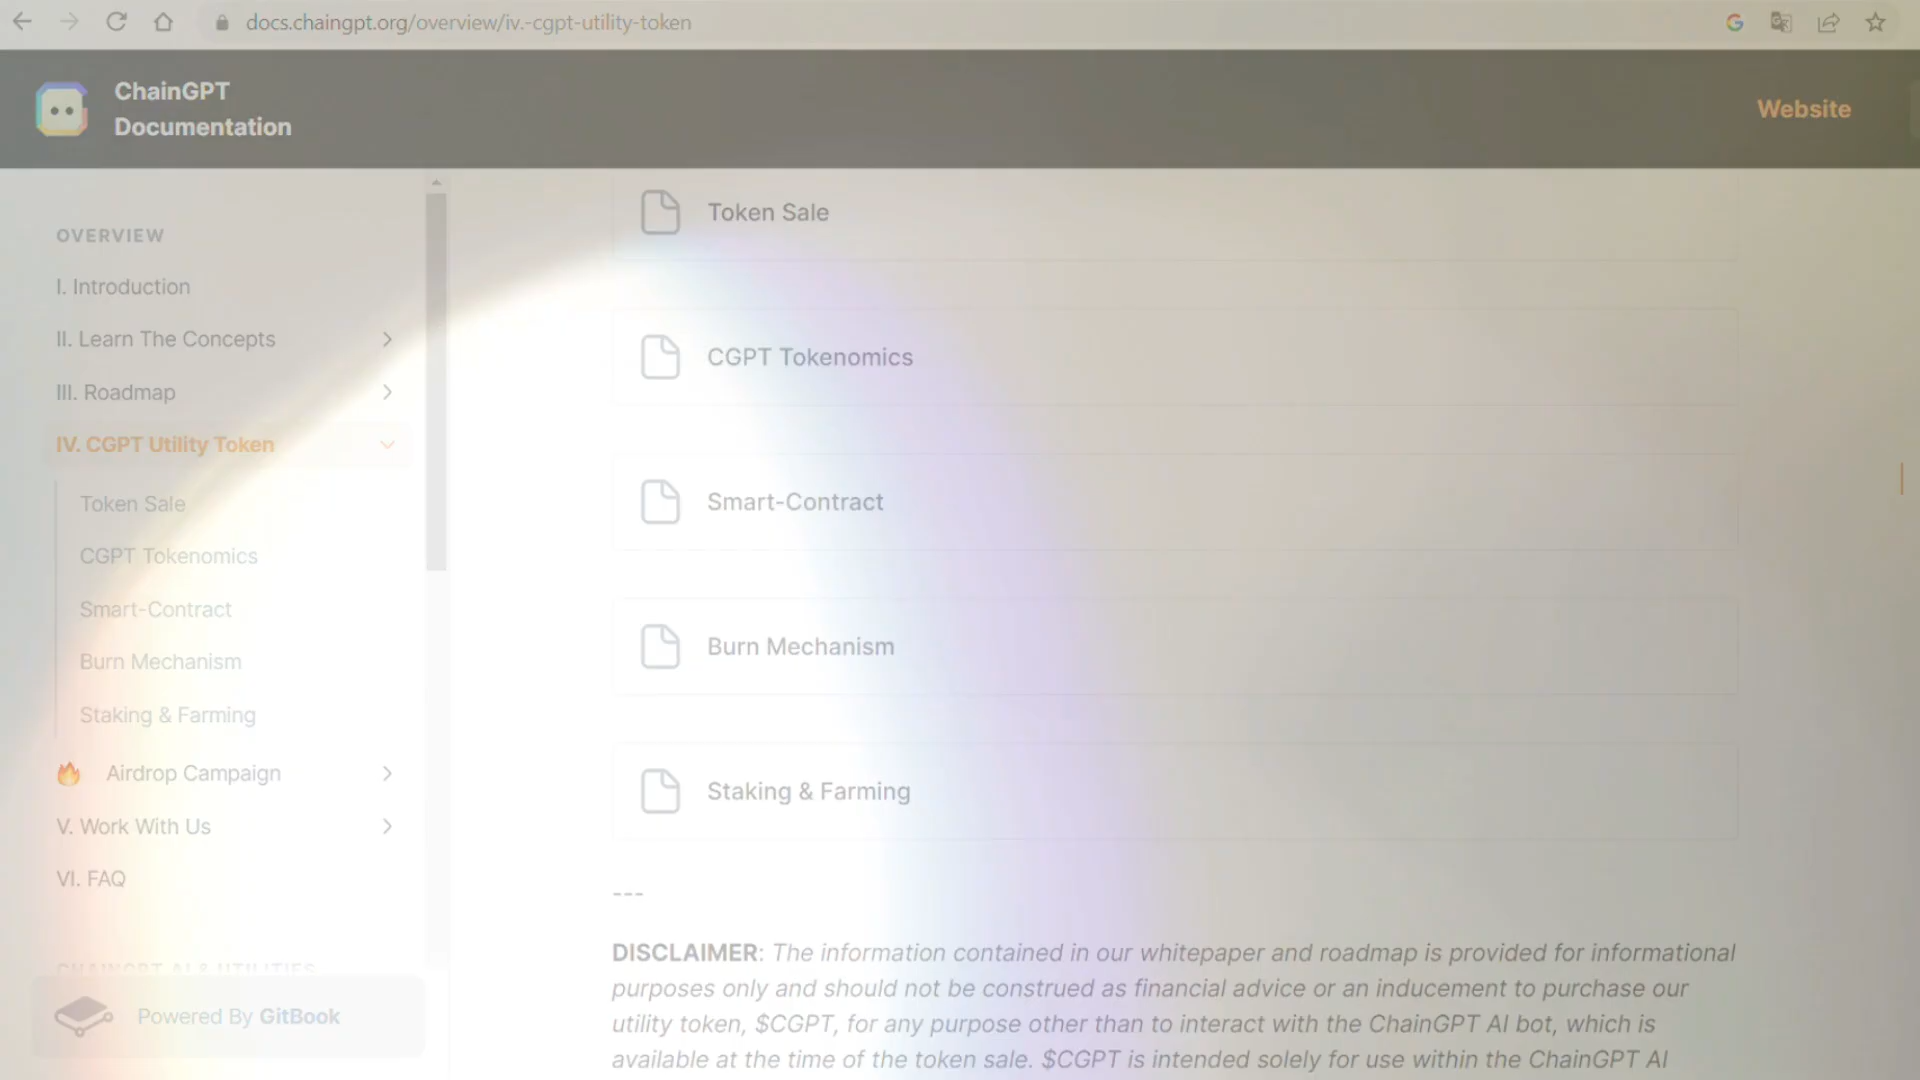 docs.chaingpt.org/overview/iv.-cgpt-utility-token
ChainGPT
Documentation
Website
OVERVIEW
I. Introduction
II. Learn The Concepts
III. Roadmap
IV. CGPT Utility Token
Token Sale
CGPT Tokenomics
Smart-Contract
Burn Mechanism
Staking & Farming
Airdrop Campaign
V. Work With Us
VI. FAQ
CHAINGPT AI & UTILITIES
Powered By GitBook
Token Sale
CGPT Tokenomics
Smart-Contract
Burn Mechanism
Staking & Farming
---
DISCLAIMER: The information contained in our whitepaper and roadmap is provided for informational
purposes only and should not be construed as financial advice or an inducement to purchase our
utility token, $CGPT, for any purpose other than to interact with the ChainGPT AI bot, which is
available at the time of the token sale. $CGPT is intended solely for use within the ChainGPT AI